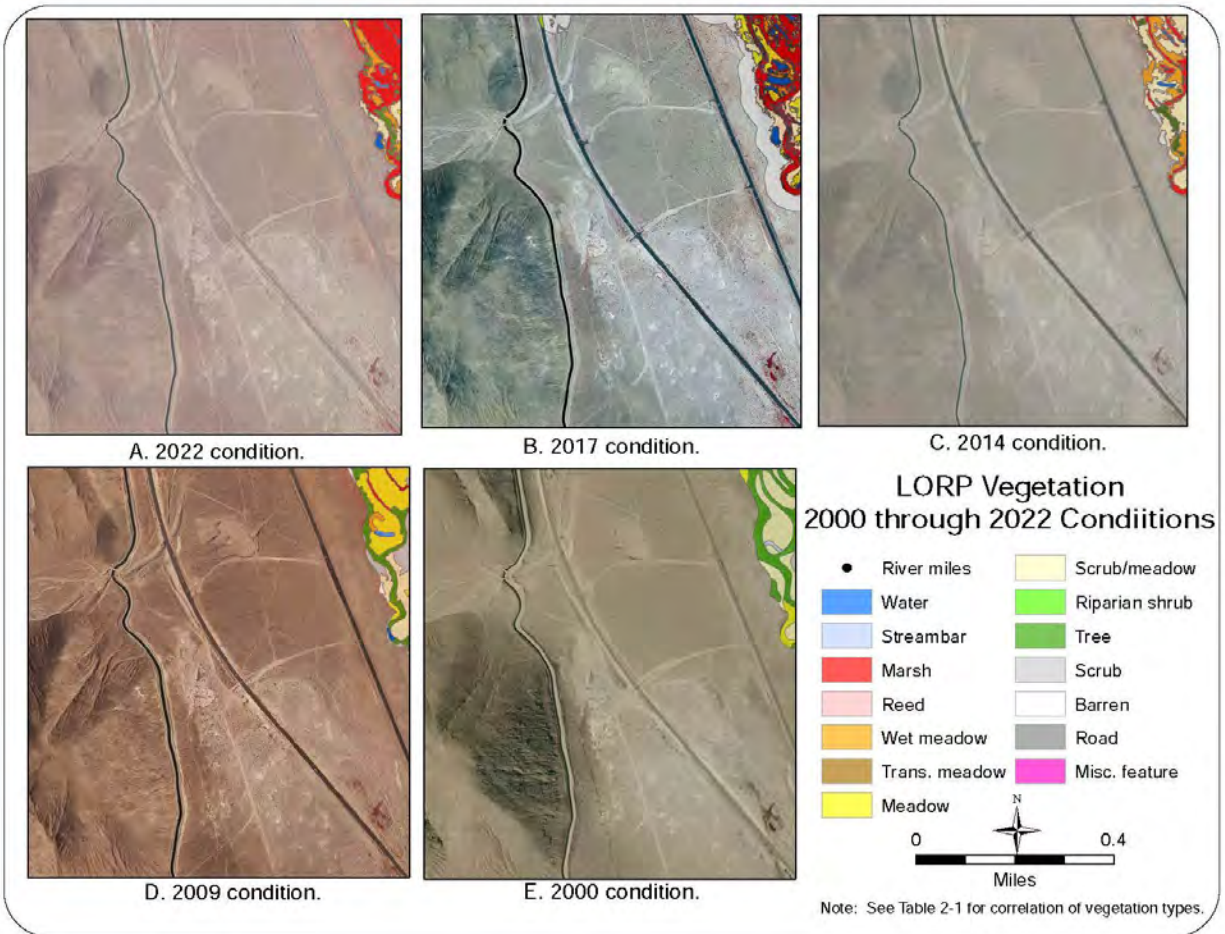 A. 2022 condition.
B. 2017 condition.
C. 2014 condition.
D. 2009 condition.
E. 2000 condition.
LORP Vegetation
2000 through 2022 Condiitions
River miles
Water
Streambar
Marsh
Reed
Wet meadow
Trans. meadow
Meadow
Scrub/meadow
Riparian shrub
Tree
Scrub
Barren
Road
Misc. feature
N
0 0.4
Miles
Note: See Table 2-1 for correlation of vegetation types.